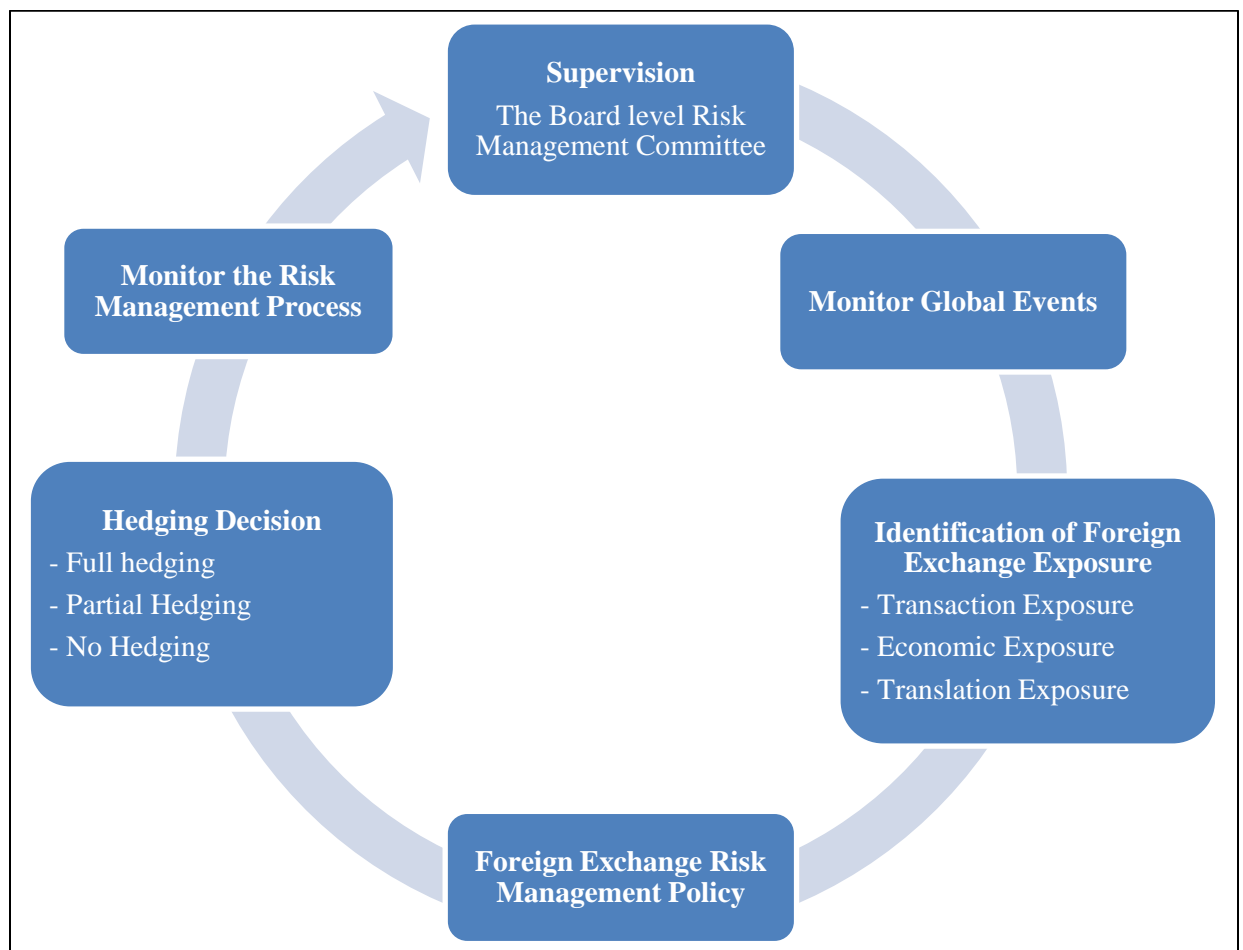 Supervision
The Board level Risk
Management Committee
Monitor Global Events
Identification of Foreign
Exchange Exposure
- Transaction Exposure
- Economic Exposure
- Translation Exposure
Foreign Exchange Risk
Management Policy
Hedging Decision
- Full hedging
- Partial Hedging
- No Hedging
Monitor the Risk
Management Process